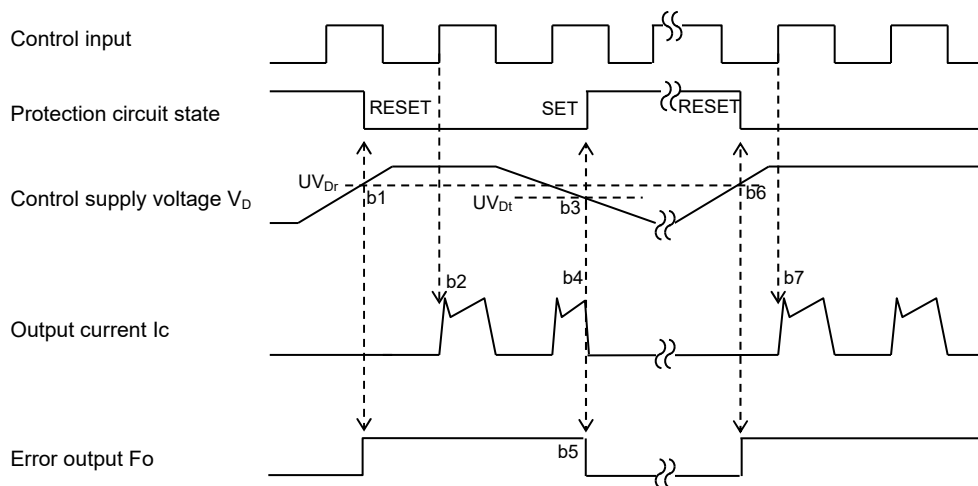 Control input
Protection circuit state
RESET
SET
RESET
Control supply voltage VD
UVDr
b1
UVDt
b3
b6
b2
b4
b7
Output current Ic
b5
Error output Fo